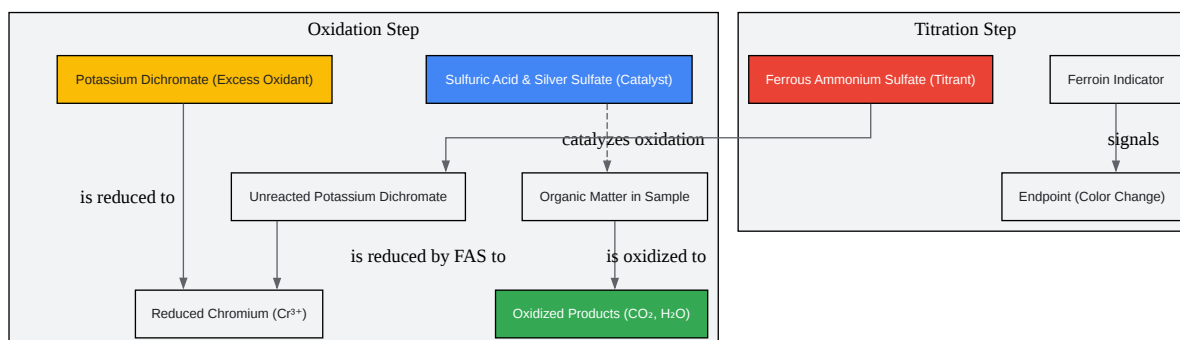 Oxidation Step
Titration Step
Potassium Dichromate (Excess Oxidant)
Sulfuric Acid & Silver Sulfate (Catalyst)
Ferrous Ammonium Sulfate (Titrant)
Ferroin Indicator
catalyzes oxidation
signals
is reduced to
Unreacted Potassium Dichromate
Organic Matter in Sample
Endpoint (Color Change)
is reduced by FAS to
is oxidized to
Reduced Chromium (Cr³⁺)
Oxidized Products (CO₂, H₂O)